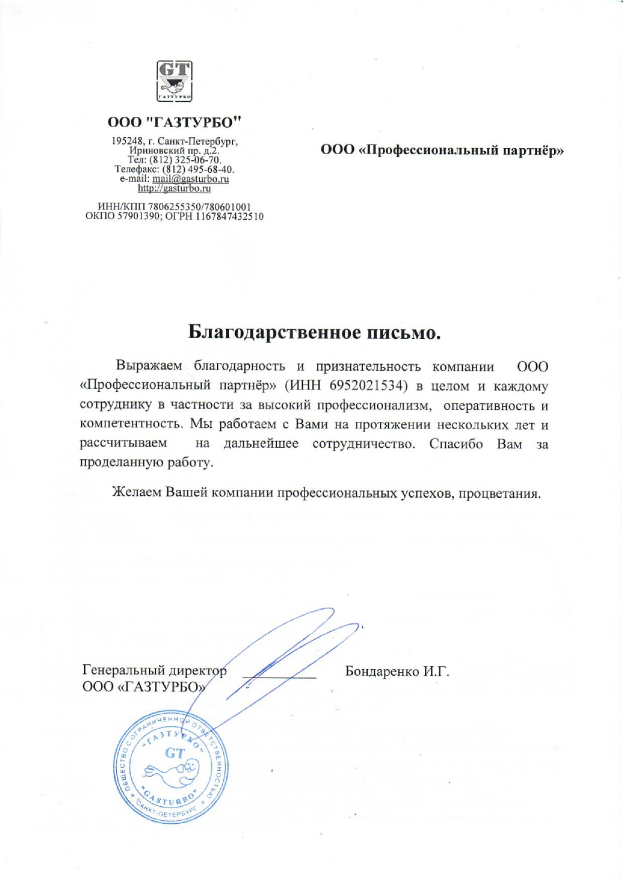 GT
ГАЗТУРБО
ООО "ГАЗТУРБО"
195248, г. Санкт-Петербург,
Ириновский пр. д.2.
Тел: (812) 325-06-70.
Телефакс: (812) 495-68-40.
e-mail: mail@gasturbo.ru
http://gasturbo.ru
ИНН/КПП 7806255350/780601001
ОКПО 57901390; ОГРН 1167847432510
ООО «Профессиональный партнёр»
Благодарственное письмо.
Выражаем благодарность и признательность компании ООО
«Профессиональный партнёр» (ИНН 6952021534) в целом и каждому
сотруднику в частности за высокий профессионализм, оперативность и
компетентность. Мы работаем с Вами на протяжении нескольких лет и
рассчитываем на дальнейшее сотрудничество. Спасибо Вам за
проделанную работу.
Желаем Вашей компании профессиональных успехов, процветания.
Генеральный директор __________ Бондаренко И.Г.
ООО «ГАЗТУРБО»
ОБЩЕСТВО С ОГРАНИЧЕННОЙ ОТВЕТСТВЕННОСТЬЮ
"ГАЗТУРБО"
GT
"GASTURBO"
САНКТ-ПЕТЕРБУРГ